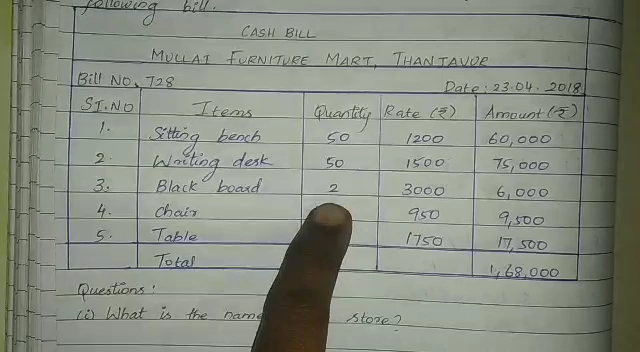 following bill.
CASH BILL
MULLAI FURNITURE MART, THANJAVUR
Bill NO. 728 Date: 23.04.2018
SI.NO Items Quantity Rate (₹) Amount (₹)
1. Sitting bench 50 1200 60,000
2. Writing desk 50 1500 75,000
3. Black board 2 3000 6,000
4. Chair 950 9,500
5. Table 1750 17,500
Total 1,68,000
Questions:
(i) What is the name store?